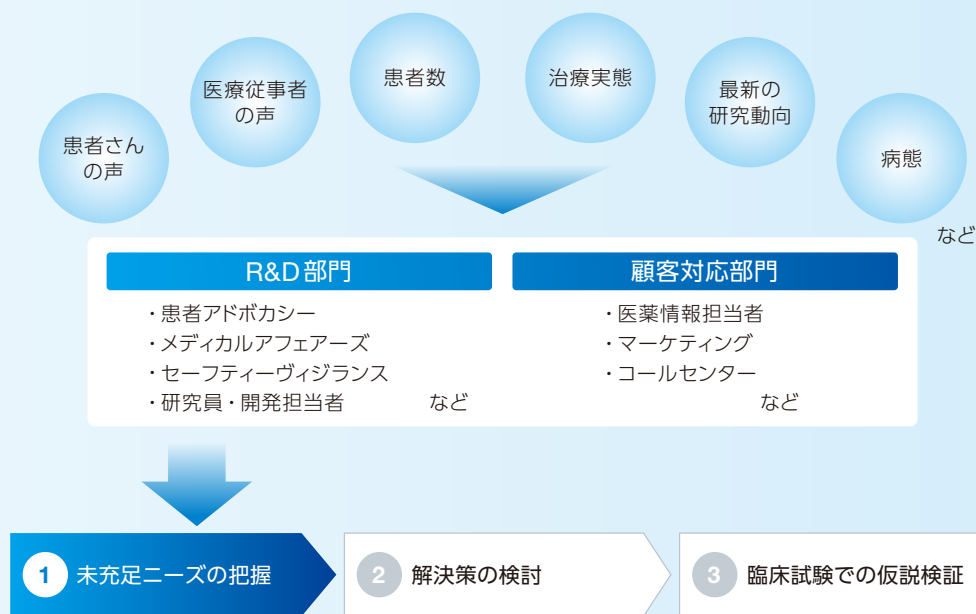 患者さん
の声
医療従事者
の声
患者数
治療実態
最新の
研究動向
病態
など
R&D部門
・患者アドボカシー
・メディカルアフェアーズ
・セーフティーヴィジランス
・研究員・開発担当者 など
顧客対応部門
・医薬情報担当者
・マーケティング
・コールセンター
など
1 未充足ニーズの把握
2 解決策の検討
3 臨床試験での仮説検証